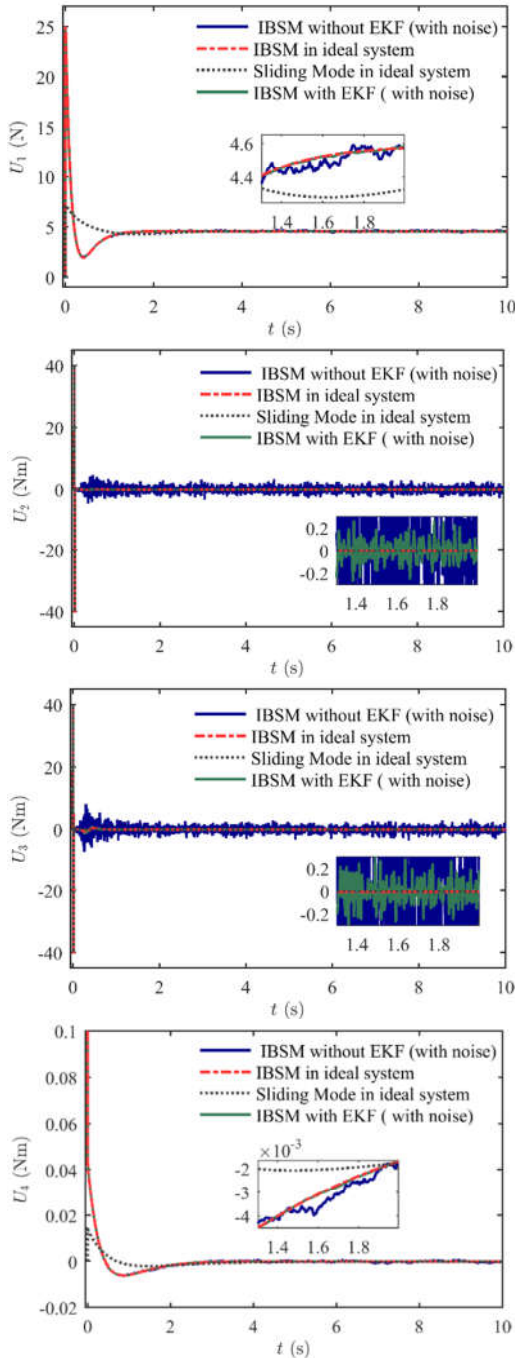 IBSM without EKF (with noise)
IBSM in ideal system
Sliding Mode in ideal system
IBSM with EKF ( with noise)
25
20
15
10
5
0
U1 (N)
4.6
4.4
1.4 1.6 1.8
0 2 4 6 8 10
t (s)
IBSM without EKF (with noise)
IBSM in ideal system
Sliding Mode in ideal system
IBSM with EKF ( with noise)
40
20
0
-20
-40
U2 (Nm)
0.2
0
-0.2
1.4 1.6 1.8
0 2 4 6 8 10
t (s)
IBSM without EKF (with noise)
IBSM in ideal system
Sliding Mode in ideal system
IBSM with EKF ( with noise)
40
20
0
-20
-40
U3 (Nm)
0.2
0
-0.2
1.4 1.6 1.8
0 2 4 6 8 10
t (s)
IBSM without EKF (with noise)
IBSM in ideal system
Sliding Mode in ideal system
IBSM with EKF ( with noise)
0.1
0.08
0.06
0.04
0.02
0
-0.02
U4 (Nm)
×10-3
-2
-3
-4
1.4 1.6 1.8
0 2 4 6 8 10
t (s)